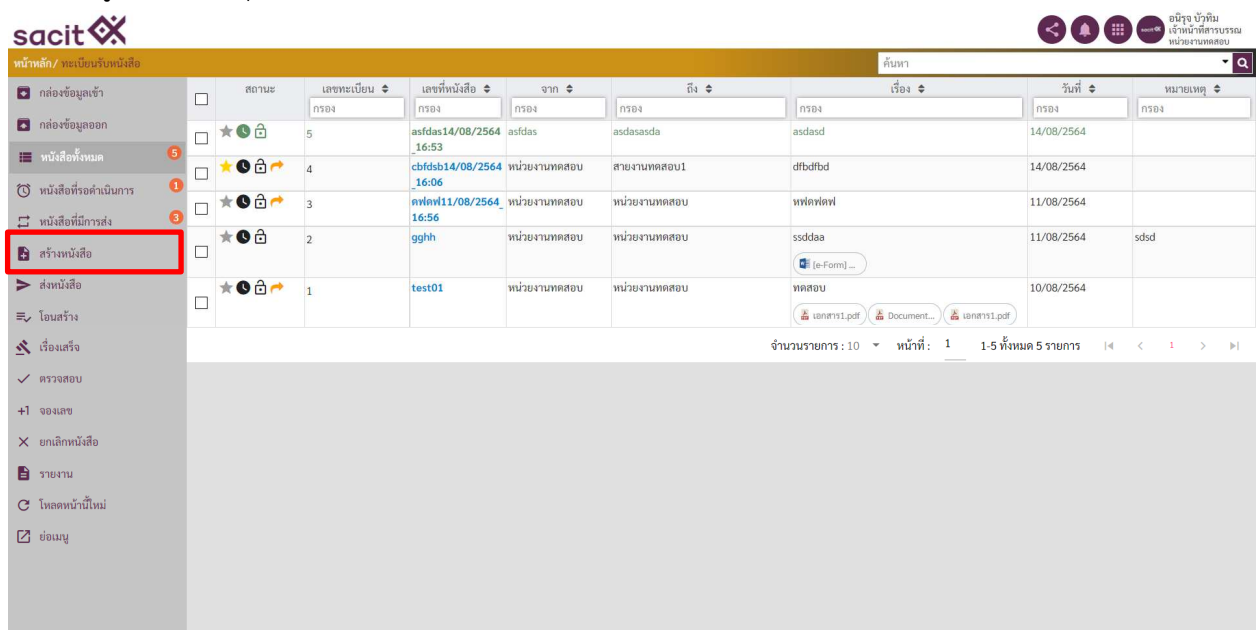 sacit
อนิรุจ บัวทิม
เจ้าหน้าที่สารบรรณ
หน่วยงานทดสอบ
หน้าหลัก/ ทะเบียนรับหนังสือ
ค้นหา
กล่องข้อมูลเข้า
กล่องข้อมูลออก
หนังสือทั้งหมด 5
หนังสือที่รอดำเนินการ 1
หนังสือที่มีการส่ง 3
สร้างหนังสือ
ส่งหนังสือ
โอนสร้าง
เรื่องเสร็จ
ตรวจสอบ
+1 จองเลข
ยกเลิกหนังสือ
รายงาน
โหลดหน้านี้ใหม่
ย่อเมนู
สถานะ เลขทะเบียน เลขที่หนังสือ จาก ถึง เรื่อง วันที่ หมายเหตุ
กรอง กรอง กรอง กรอง กรอง กรอง กรอง
5 asfdas14/08/2564 asfdas asdasasda asdasd 14/08/2564
_16:53
4 cbfdsb14/08/2564 หน่วยงานทดสอบ สายงานทดสอบ1 dfbdfbd 14/08/2564
_16:06
3 ดฟดฟ11/08/2564_ หน่วยงานทดสอบ หน่วยงานทดสอบ หฟดฟดฟ 11/08/2564
16:56
2 gghh หน่วยงานทดสอบ หน่วยงานทดสอบ ssddaa 11/08/2564 sdsd
[e-Form] ...
1 test01 หน่วยงานทดสอบ หน่วยงานทดสอบ ทดสอบ 10/08/2564
เอกสาร1.pdf Document... เอกสาร1.pdf
จำนวนรายการ : 10 หน้าที่ : 1 1-5 ทั้งหมด 5 รายการ 1